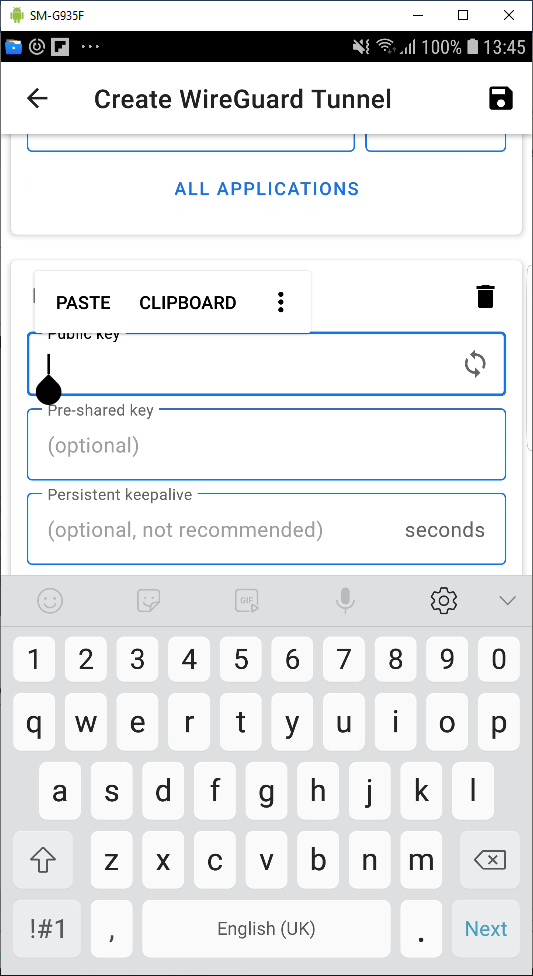 SM-G935F
100% 13:45
Create WireGuard Tunnel
ALL APPLICATIONS
PASTE CLIPBOARD
Public key
Pre-shared key
(optional)
Persistent keepalive
(optional, not recommended) seconds
GIF
1 2 3 4 5 6 7 8 9 0
q w e r t y u i o p
a s d f g h j k l
z x c v b n m
!#1 , English (UK) . Next